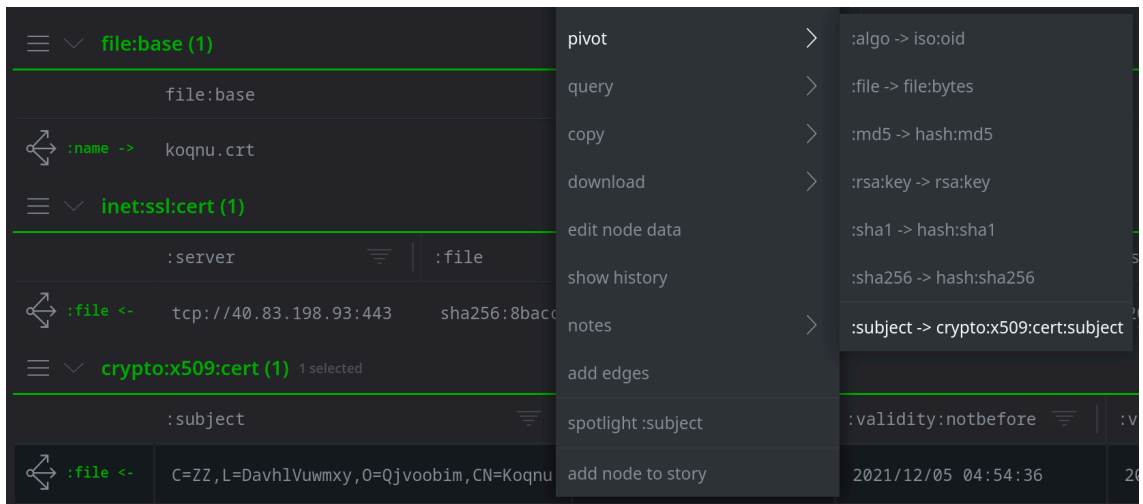 file:base (1)
file:base
:name -> koqnu.crt
inet:ssl:cert (1)
:server :file
:file <- tcp://40.83.198.93:443 sha256:8bacc
crypto:x509:cert (1) 1 selected
:subject :validity:notbefore :v
:file <- C=ZZ,L=DavhlVuwmxy,O=Qjvoobim,CN=Koqnu 2021/12/05 04:54:36 20
pivot
query
copy
download
edit node data
show history
notes
add edges
spotlight :subject
add node to story
:algo -> iso:oid
:file -> file:bytes
:md5 -> hash:md5
:rsa:key -> rsa:key
:sha1 -> hash:sha1
:sha256 -> hash:sha256
:subject -> crypto:x509:cert:subject